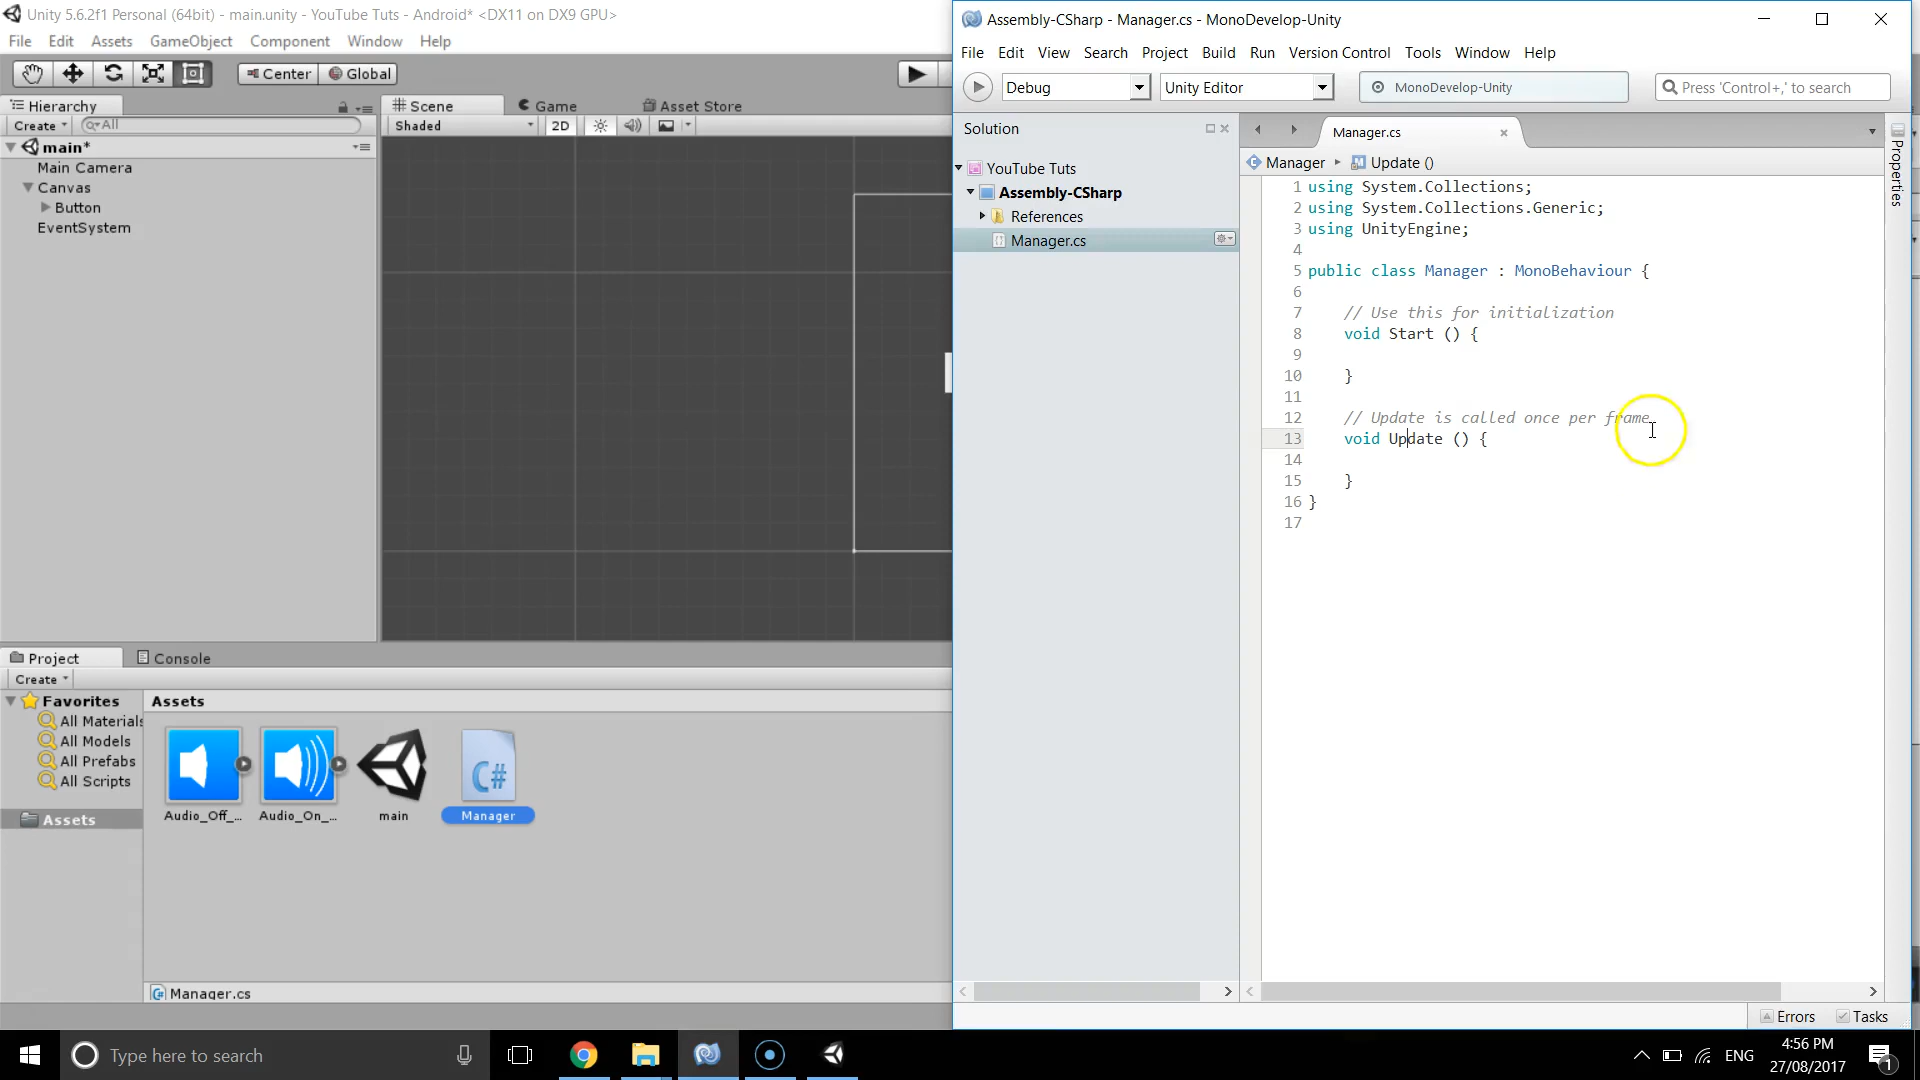 Unity 5.6.2f1 Personal (64bit) - main.unity - YouTube Tuts - Android* <DX11 on DX9 GPU>
File Edit Assets GameObject Component Window Help
Center Global
Hierarchy
Create All
main*
Main Camera
Canvas
Button
EventSystem
Scene Game Asset Store
Shaded 2D
Project Console
Create
Favorites
All Materials
All Models
All Prefabs
All Scripts
Assets
Assets
Audio_Off_... Audio_On_... main Manager
C#
Manager.cs
Assembly-CSharp - Manager.cs - MonoDevelop-Unity
File Edit View Search Project Build Run Version Control Tools Window Help
Debug Unity Editor MonoDevelop-Unity Press 'Control+,' to search
Solution
YouTube Tuts
Assembly-CSharp
References
Manager.cs
Manager.cs
Manager Update ()
1 using System.Collections;
2 using System.Collections.Generic;
3 using UnityEngine;
4
5 public class Manager : MonoBehaviour {
6
7 // Use this for initialization
8 void Start () {
9
10 }
11
12 // Update is called once per frame
13 void Update () {
14
15 }
16 }
17
Properties
Errors Tasks
Type here to search
ENG
4:56 PM
27/08/2017
1